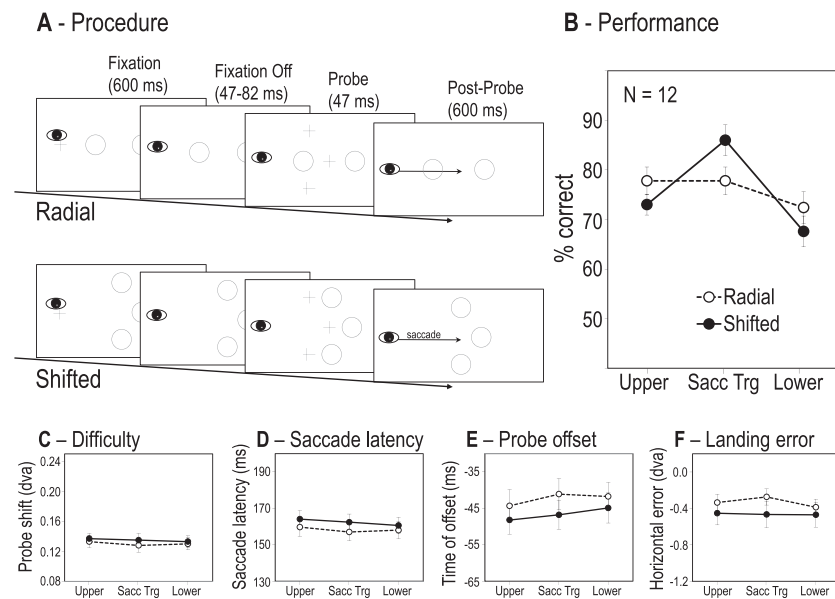 A - Procedure
Fixation
(600 ms)
Fixation Off
(47-82 ms)
Probe
(47 ms)
Post-Probe
(600 ms)
Radial
saccade
Shifted
B - Performance
N = 12
% correct
90
80
70
60
50
Radial
Shifted
Upper Sacc Trg Lower
C – Difficulty
Probe shift (dva)
0.24
0.20
0.16
0.12
0.08
Upper Sacc Trg Lower
D – Saccade latency
Saccade latency (ms)
190
170
150
130
Upper Sacc Trg Lower
E – Probe offset
Time of offset (ms)
-35
-45
-55
-65
Upper Sacc Trg Lower
F – Landing error
Horizontal error (dva)
0.0
-0.4
-0.8
-1.2
Upper Sacc Trg Lower